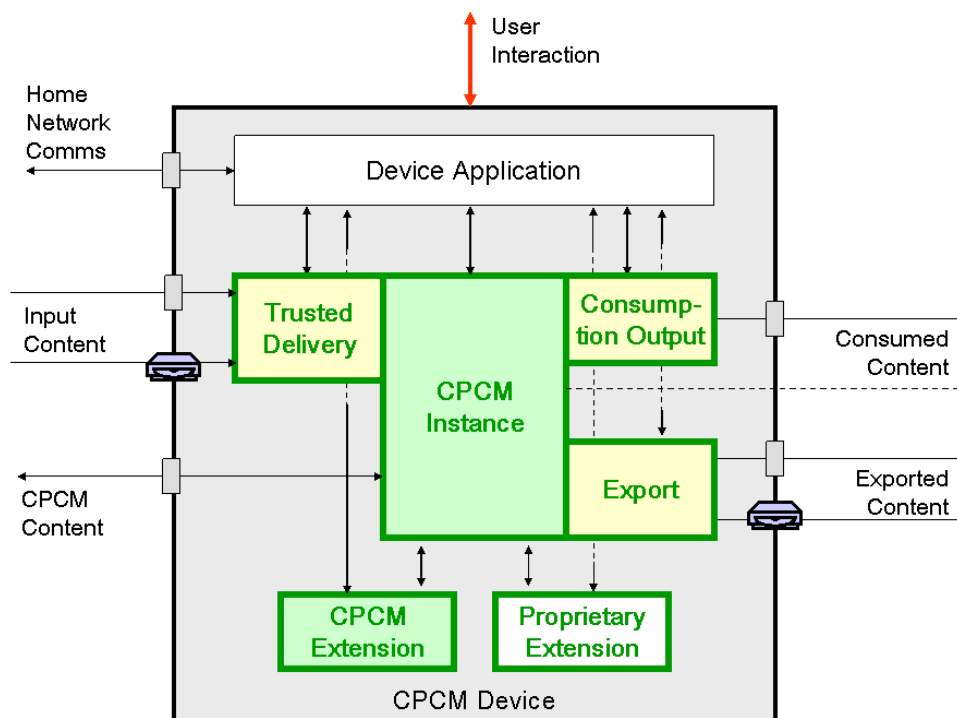 User
Interaction
Home
Network
Comms
Device Application
Input
Content
Trusted
Delivery
Consump-
tion Output
CPCM
Instance
Consumed
Content
CPCM
Content
Export
Exported
Content
CPCM
Extension
Proprietary
Extension
CPCM Device